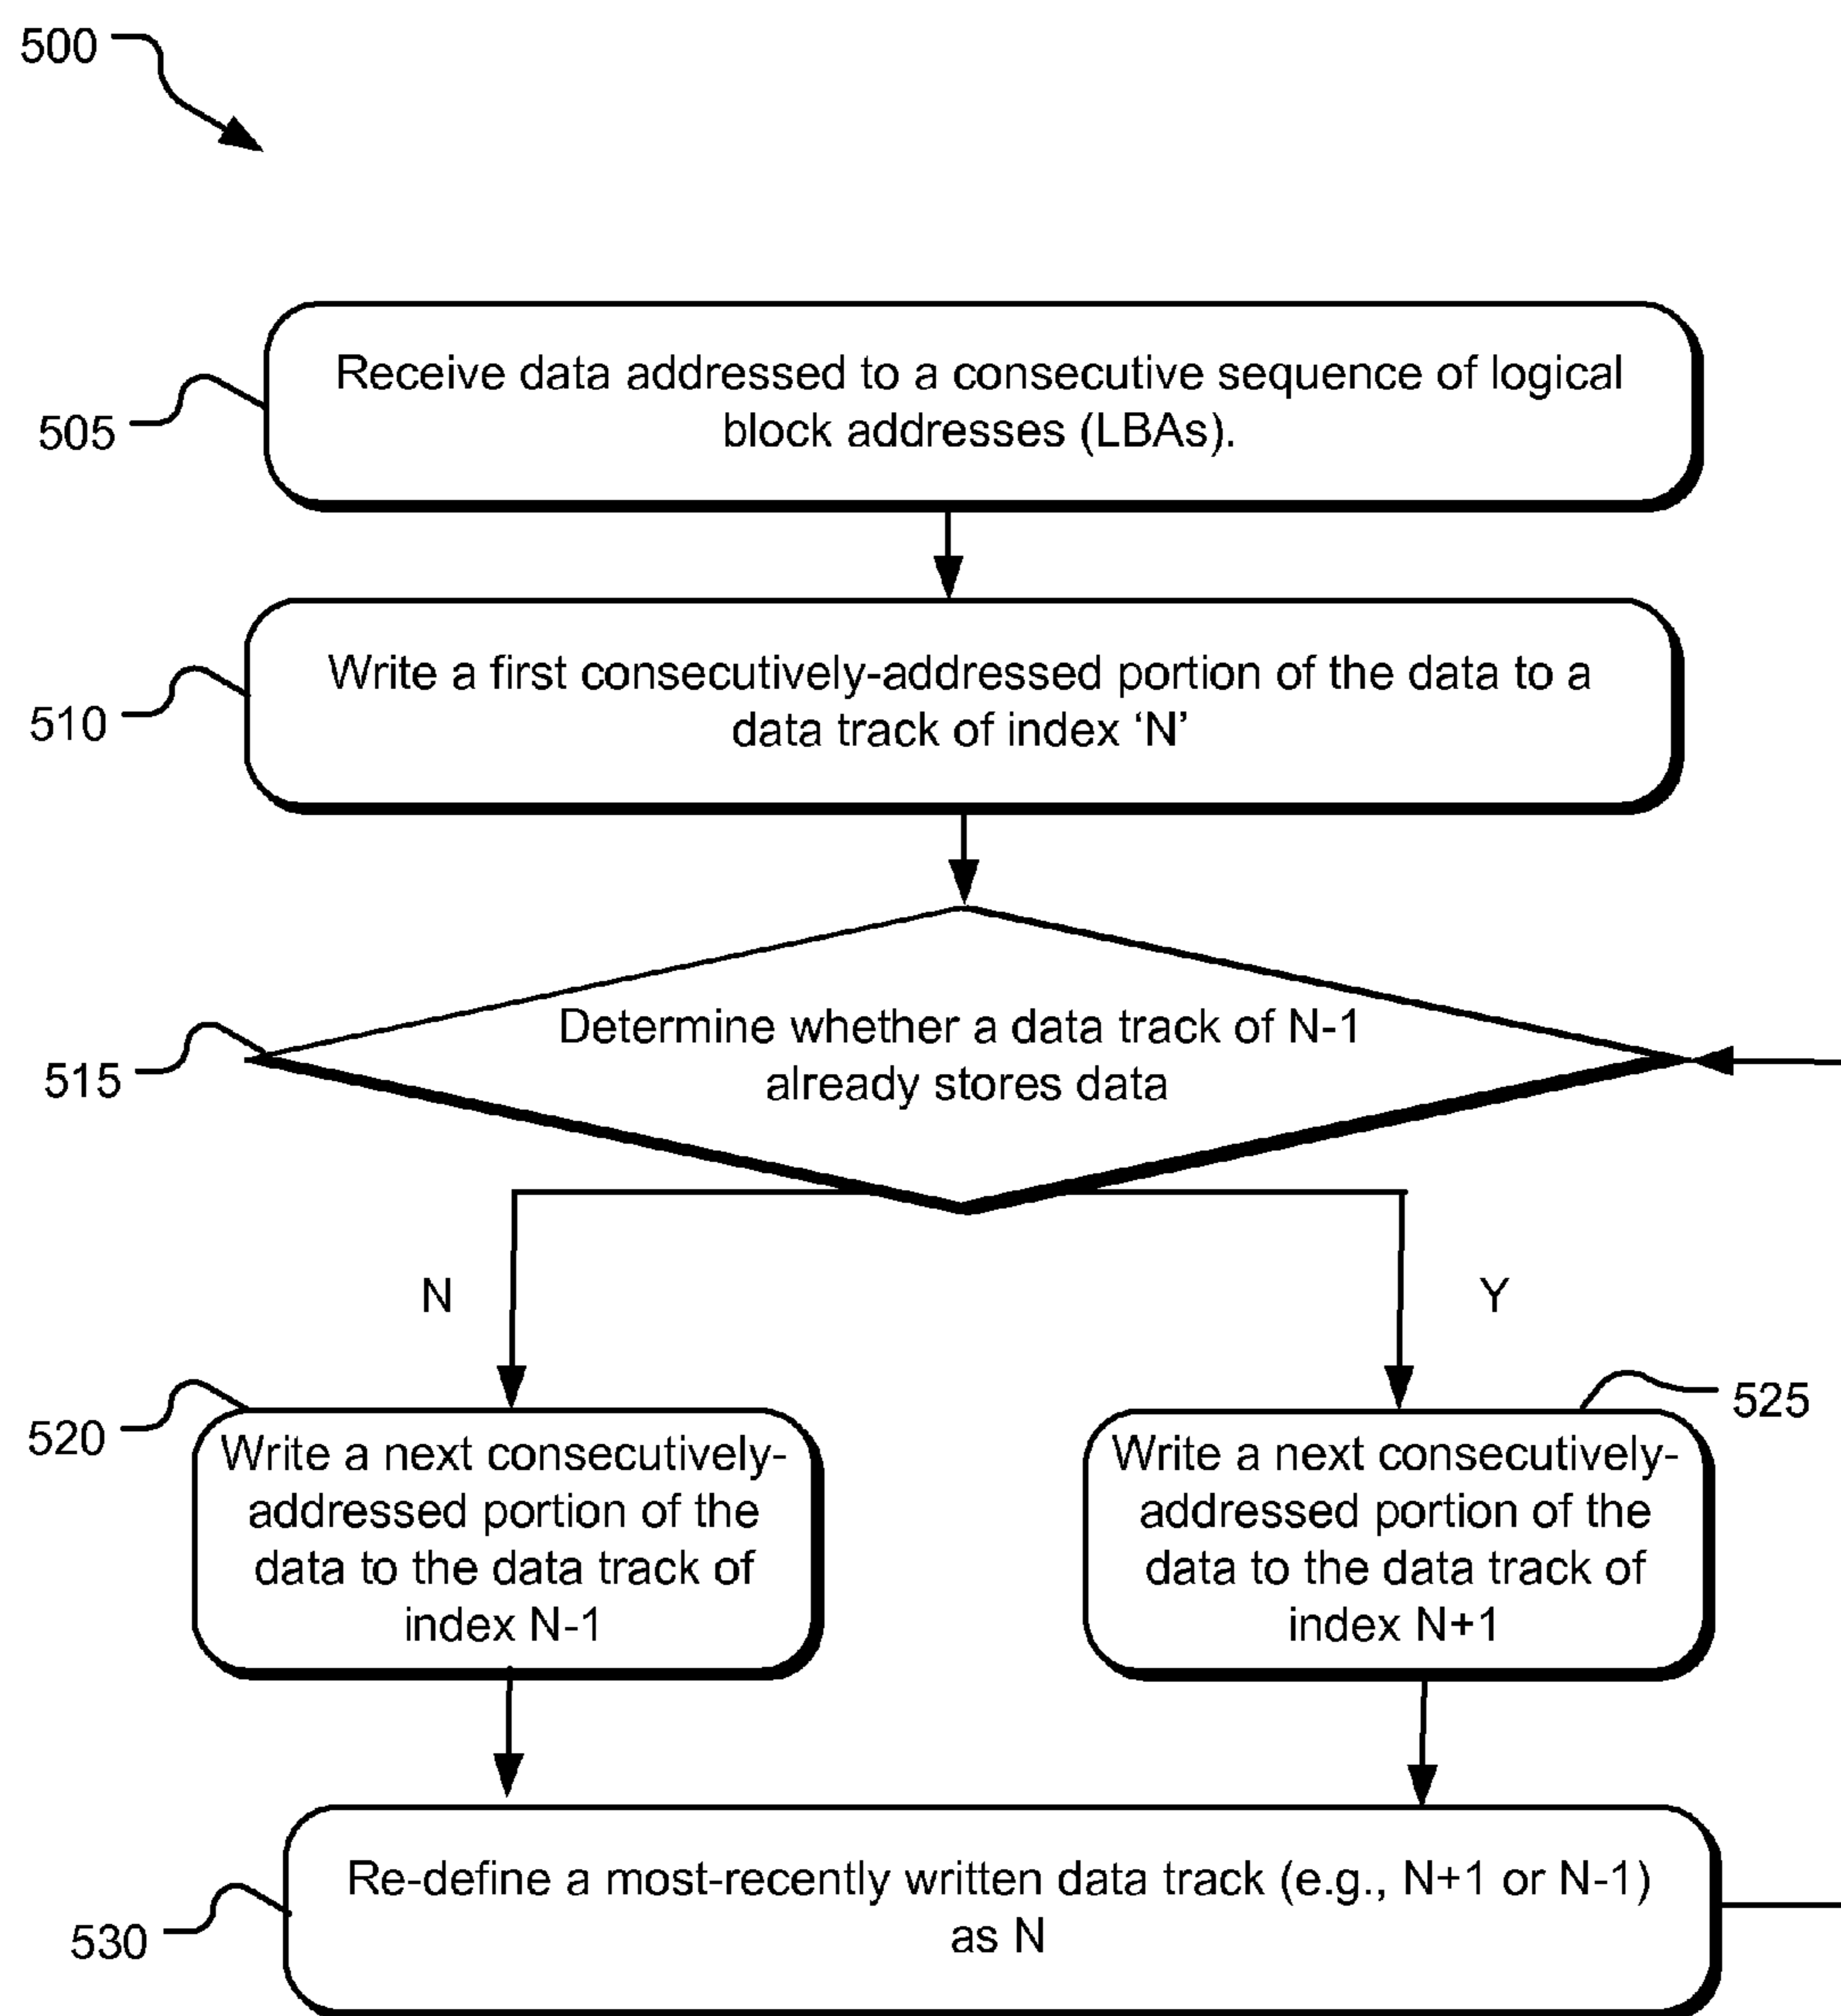 500
Receive data addressed to a consecutive sequence of logical
block addresses (LBAs).
505
Write a first consecutively-addressed portion of the data to a
data track of index ‘N’
510
Determine whether a data track of N-1
already stores data
515
N
Y
520
Write a next consecutively-
addressed portion of the
data to the data track of
index N-1
525
Write a next consecutively-
addressed portion of the
data to the data track of
index N+1
Re-define a most-recently written data track (e.g., N+1 or N-1)
as N
530